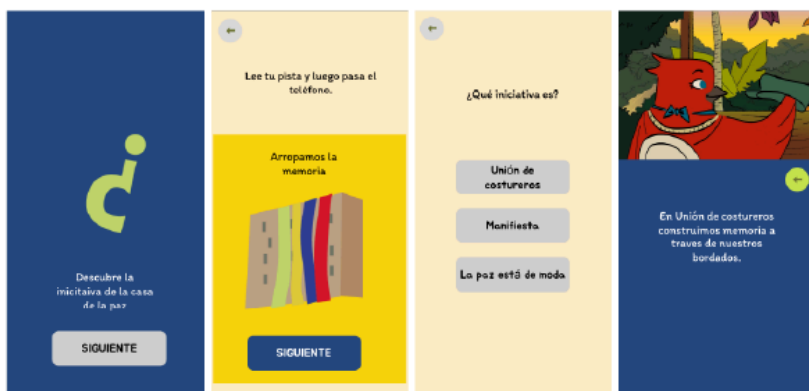 Descubre la
inicitaiva de la casa
de la paz
SIGUIENTE
Lee tu pista y luego pasa el
teléfono.
Arropamos la
memoria
SIGUIENTE
¿Qué iniciativa es?
Unión de
costureros
Manifiesta
La paz está de moda
En Unión de costureros
construimos memoria a
traves de nuestros
bordados.